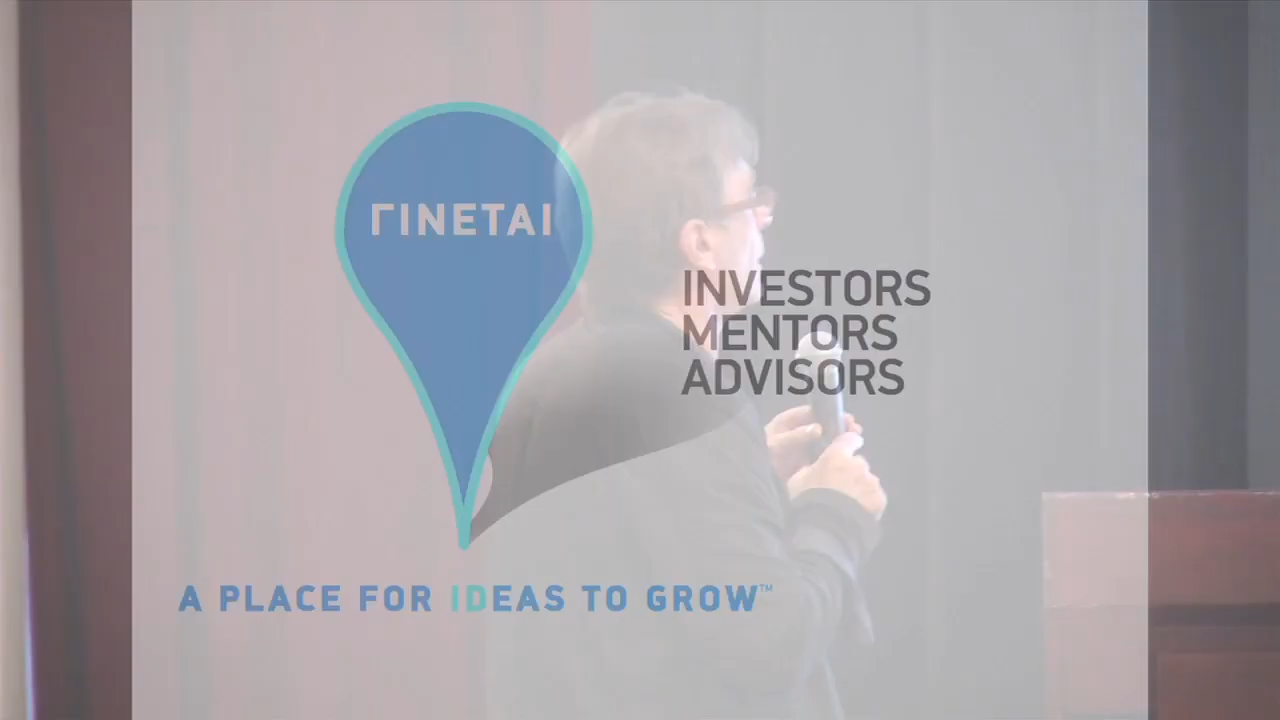 ΓΙΝΕΤΑΙ
INVESTORS
MENTORS
ADVISORS
A PLACE FOR IDEAS TO GROW™